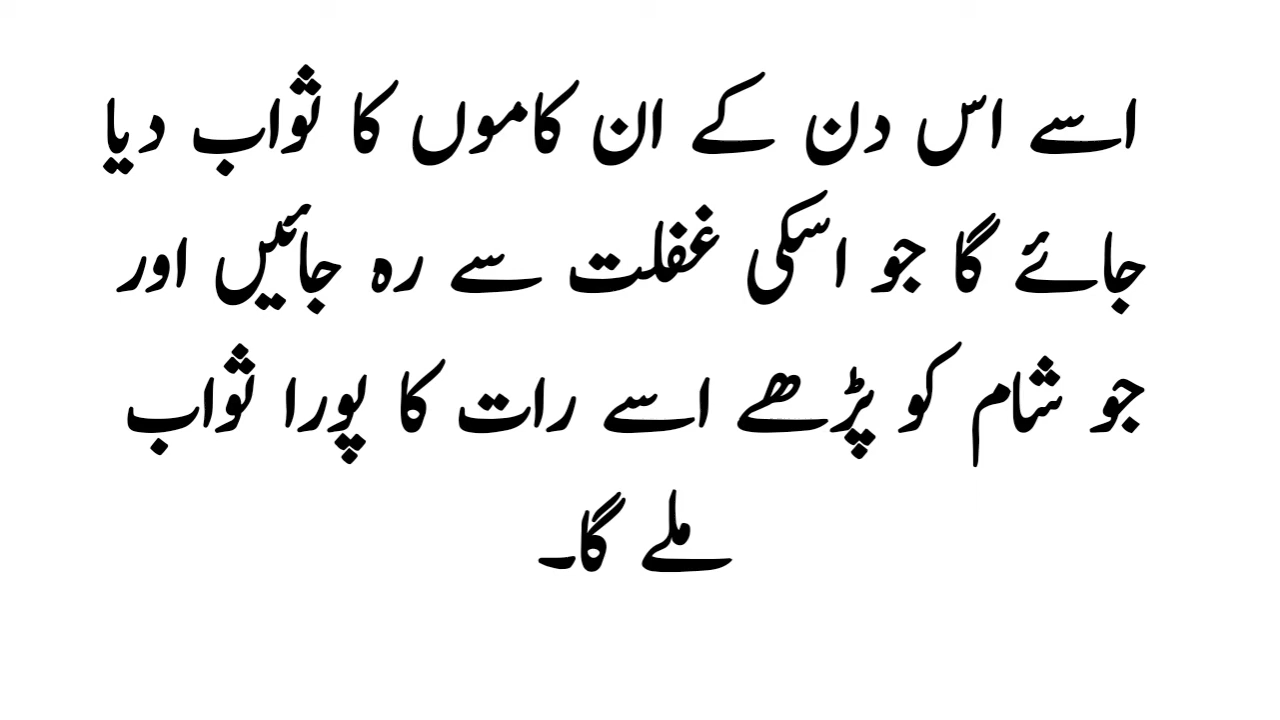 اسے اس دن کے ان کاموں کا ثواب دیا
جائے گا جو اسکی غفلت سے رہ جائیں اور
جو شام کو پڑھے اسے رات کا پورا ثواب
ملے گا۔